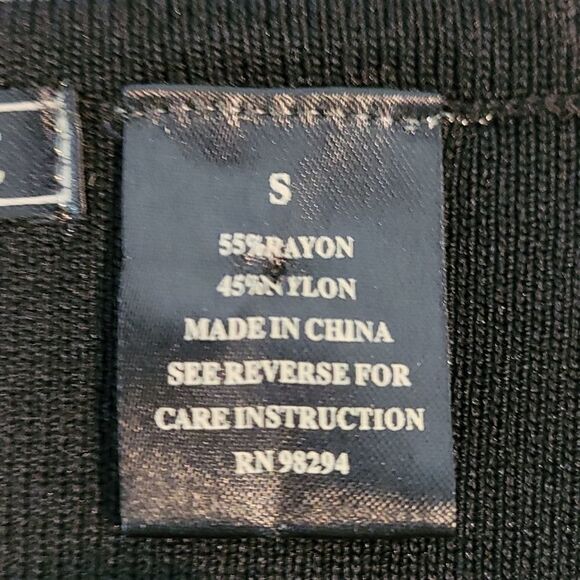 S
55%RAYON
45%NYLON
MADE IN CHINA
SEE REVERSE FOR
CARE INSTRUCTION
RN 98294